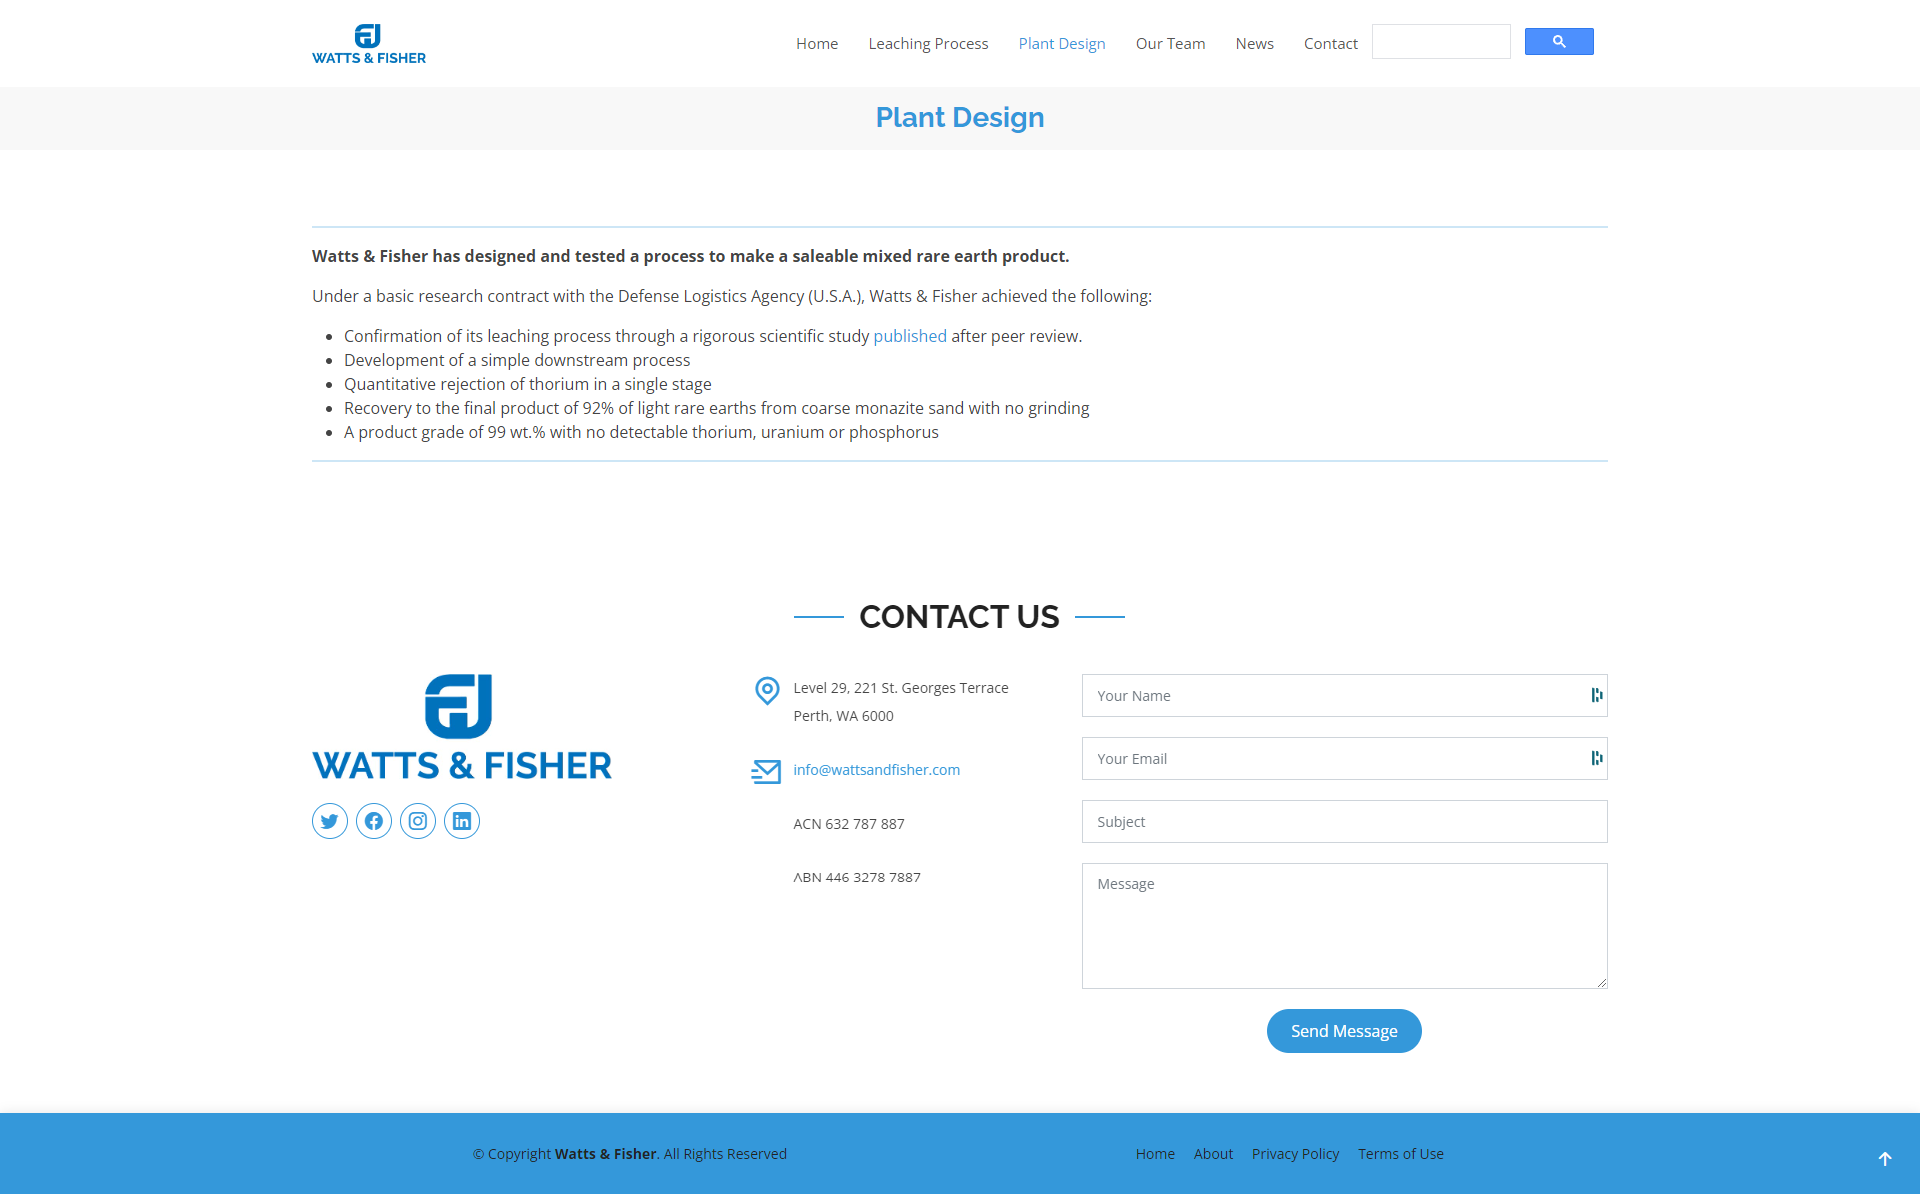 WATTS & FISHER
Home Leaching Process Plant Design Our Team News Contact
Plant Design
Watts & Fisher has designed and tested a process to make a saleable mixed rare earth product.
Under a basic research contract with the Defense Logistics Agency (U.S.A.), Watts & Fisher achieved the following:
• Confirmation of its leaching process through a rigorous scientific study published after peer review.
• Development of a simple downstream process
• Quantitative rejection of thorium in a single stage
• Recovery to the final product of 92% of light rare earths from coarse monazite sand with no grinding
• A product grade of 99 wt.% with no detectable thorium, uranium or phosphorus
CONTACT US
WATTS & FISHER
Level 29, 221 St. Georges Terrace
Perth, WA 6000
info@wattsandfisher.com
ACN 632 787 887
ABN 446 3278 7887
Your Name
Your Email
Subject
Message
Send Message
© Copyright Watts & Fisher. All Rights Reserved
Home About Privacy Policy Terms of Use